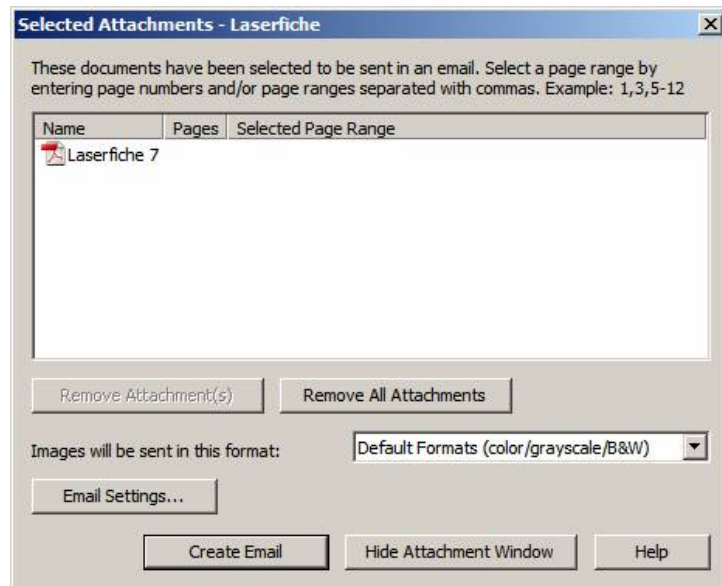 Selected Attachments - Laserfiche
These documents have been selected to be sent in an email. Select a page range by
entering page numbers and/or page ranges separated with commas. Example: 1,3,5-12
Name Pages Selected Page Range
Laserfiche 7
Remove Attachment(s) Remove All Attachments
Images will be sent in this format: Default Formats (color/grayscale/B&W)
Email Settings...
Create Email Hide Attachment Window Help